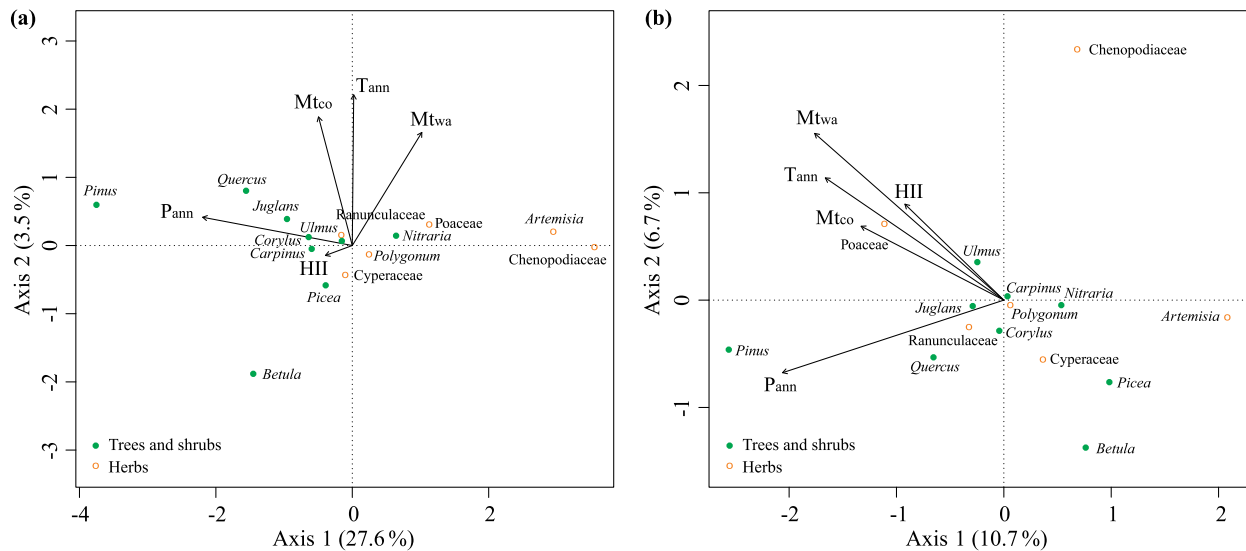 (a)
3
2
1
0
-1
-2
-3
Axis 2 (3.5%)
Tann
Mtco
Mtwa
Quercus
Pinus
Pann
Juglans
Ranunculaceae
Poaceae
Artemisia
Ulmus
Corylus
Nitraria
Carpinus
Polygonum
Chenopodiaceae
HII
Cyperaceae
Picea
Betula
Trees and shrubs
Herbs
-4
-2
0
2
Axis 1 (27.6%)
(b)
2
1
0
-1
Axis 2 (6.7%)
Chenopodiaceae
Mtwa
Tann
HII
Mtco
Poaceae
Ulmus
Carpinus
Nitraria
Juglans
Polygonum
Artemisia
Corylus
Ranunculaceae
Pinus
Quercus
Cyperaceae
Pann
Picea
Betula
Trees and shrubs
Herbs
-2
-1
0
1
2
Axis 1 (10.7%)